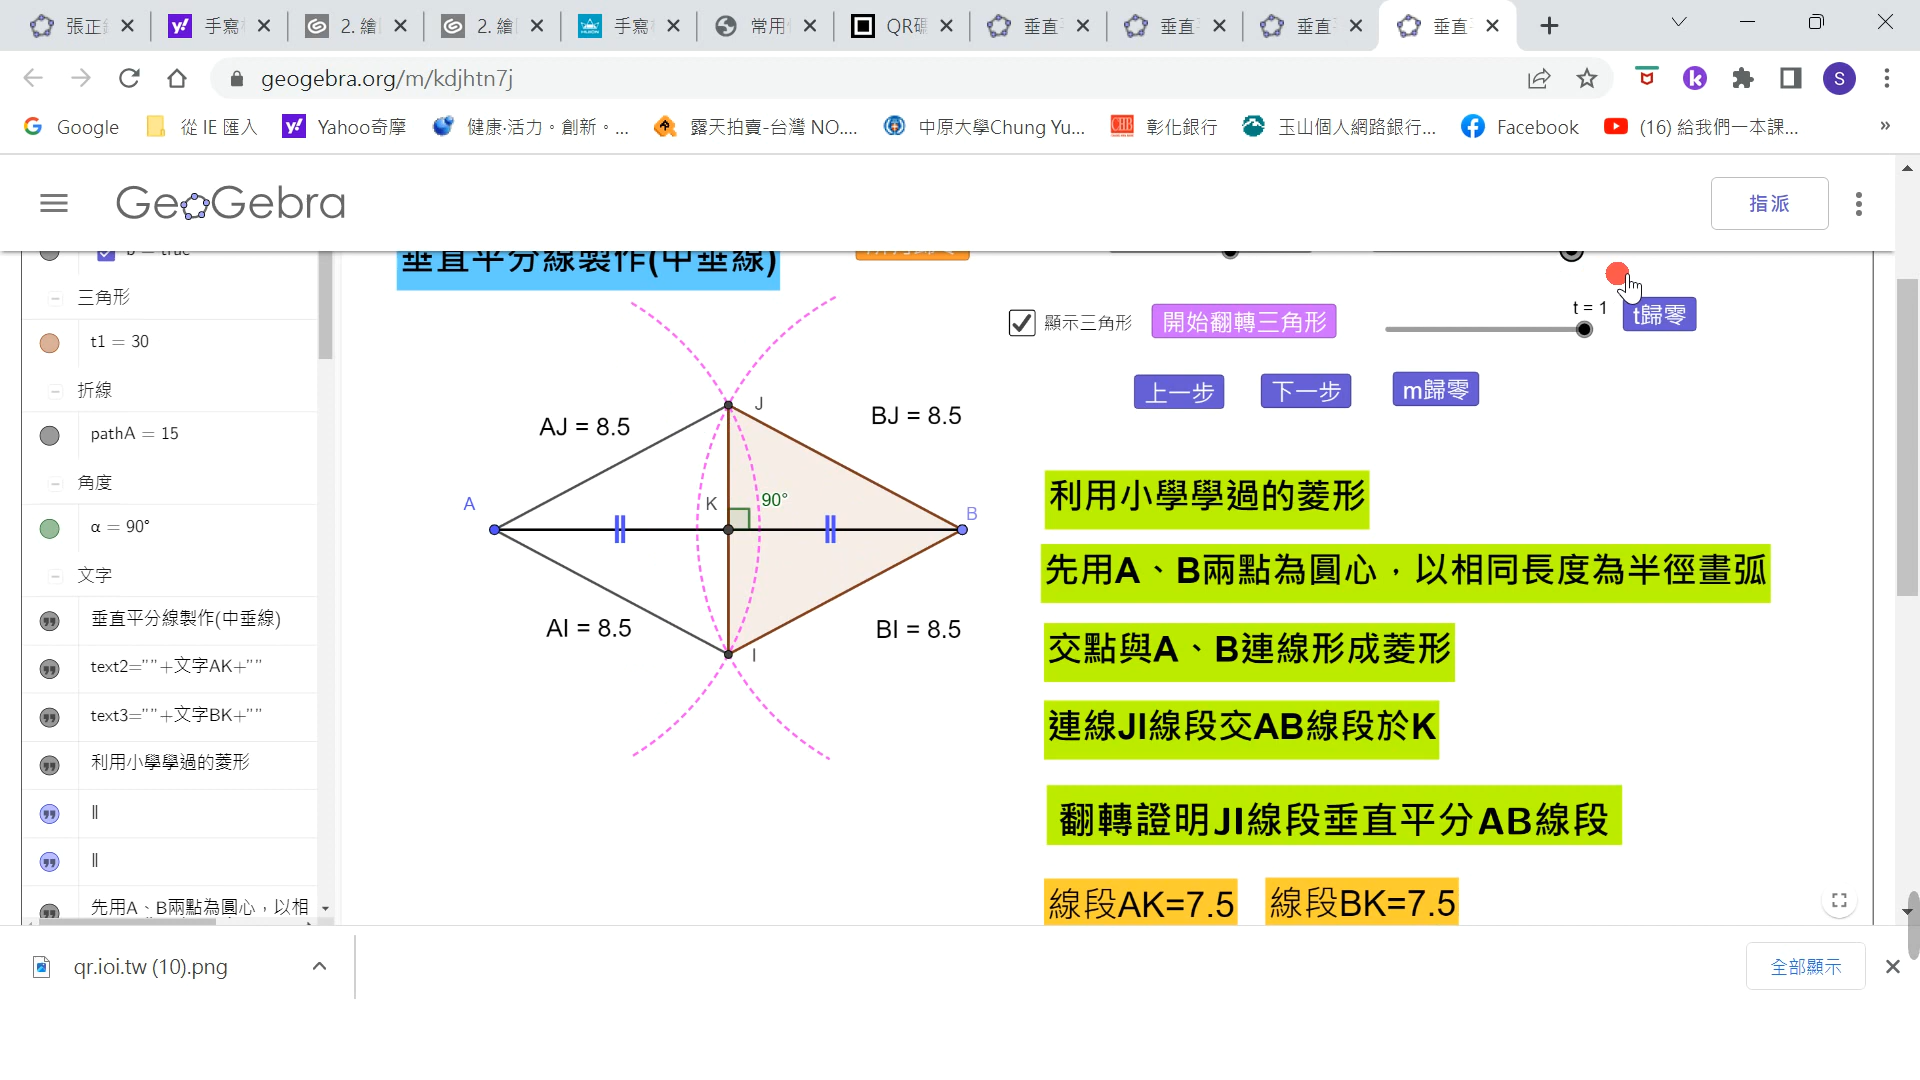 張正
手寫
2. 繪
2. 繪
手寫
常用
QR碼
垂直
垂直
垂直
垂直
geogebra.org/m/kdjhtn7j
S
Google
從 IE 匯入
Yahoo奇摩
健康‧活力。創新。...
露天拍賣-台灣 NO....
中原大學Chung Yu...
彰化銀行
玉山個人網路銀行...
Facebook
(16) 給我們一本課...
»
GeoGebra
指派
b = true
三角形
t1 = 30
折線
pathA = 15
角度
α = 90°
文字
垂直平分線製作(中垂線)
text2=""+文字AK+""
text3=""+文字BK+""
利用小學學過的菱形
||
||
先用A、B兩點為圓心，以相
垂直平分線製作(中垂線)
顯示三角形
開始翻轉三角形
t = 1
t歸零
上一步
下一步
m歸零
J
AJ = 8.5
BJ = 8.5
A
K
90°
B
AI = 8.5
BI = 8.5
I
利用小學學過的菱形
先用A、B兩點為圓心，以相同長度為半徑畫弧
交點與A、B連線形成菱形
連線JI線段交AB線段於K
翻轉證明JI線段垂直平分AB線段
線段AK=7.5
線段BK=7.5
qr.ioi.tw (10).png
全部顯示